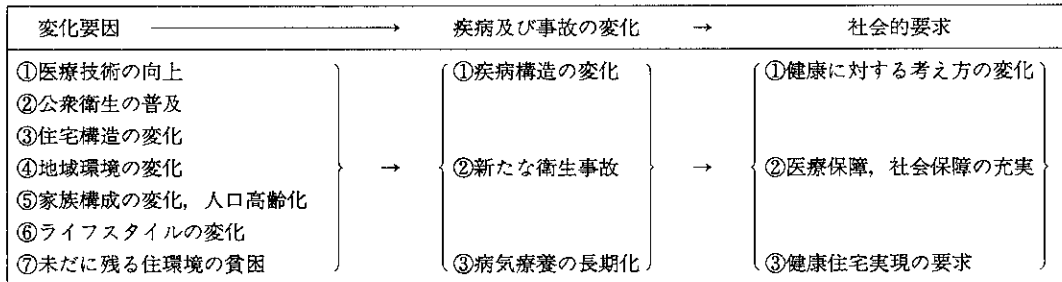 変化要因 → 疾病及び事故の変化 → 社会的要求
①医療技術の向上 ①疾病構造の変化 ①健康に対する考え方の変化
②公衆衛生の普及
③住宅構造の変化
④地域環境の変化 → ②新たな衛生事故 → ②医療保障，社会保障の充実
⑤家族構成の変化，人口高齢化
⑥ライフスタイルの変化
⑦未だに残る住環境の貧困 ③病気療養の長期化 ③健康住宅実現の要求